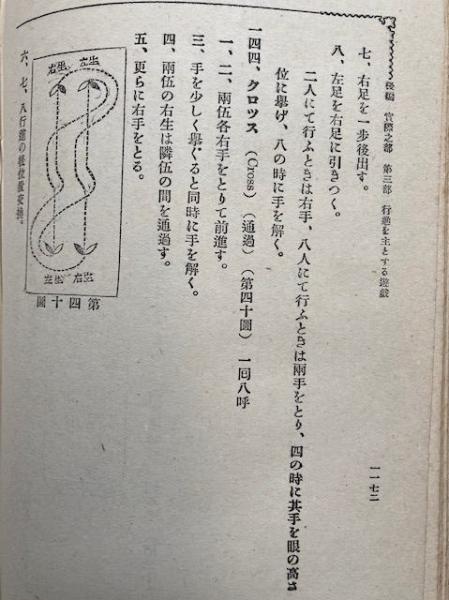 後編 實際之部 第三部 行進を主とする遊戯
一一七二
七、右足を一步後出す。
八、左足を右足に引きつく。
二人にて行ふときは右手、八人にて行ふときは兩手をとり、四の時に其手を眼の高さ
位に擧げ、八の時に手を解く。
一四四、クロツス (Cross) (通過) (第四十圖) 一回八呼
一、二、兩伍各右手をとりて前進す。
三、手を少しく擧ぐると同時に手を解く。
四、兩伍の右生は隣伍の間を通過す。
五、更らに右手をとる。
右生 左生
左生 右生
第四十圖
六、七、八行進の後位置交換。